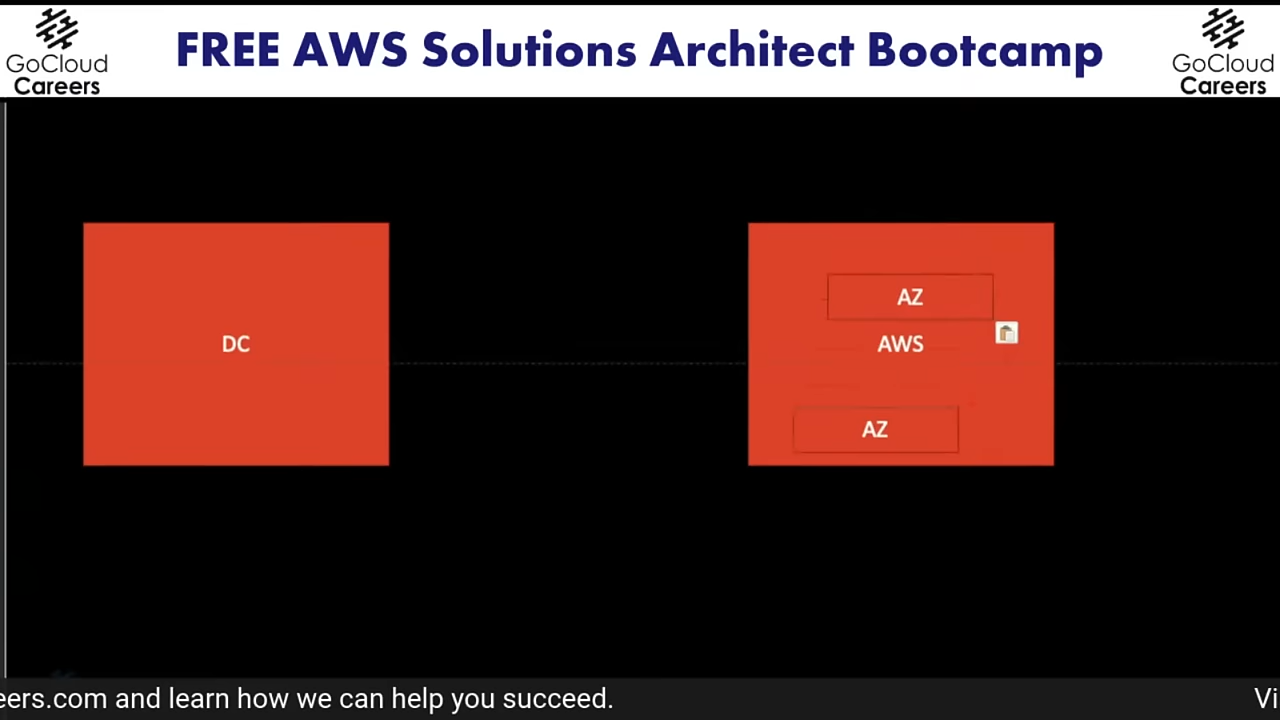 GoCloud
Careers
FREE AWS Solutions Architect Bootcamp
GoCloud
Careers
DC
AZ
AWS
AZ
eers.com and learn how we can help you succeed.
Vi